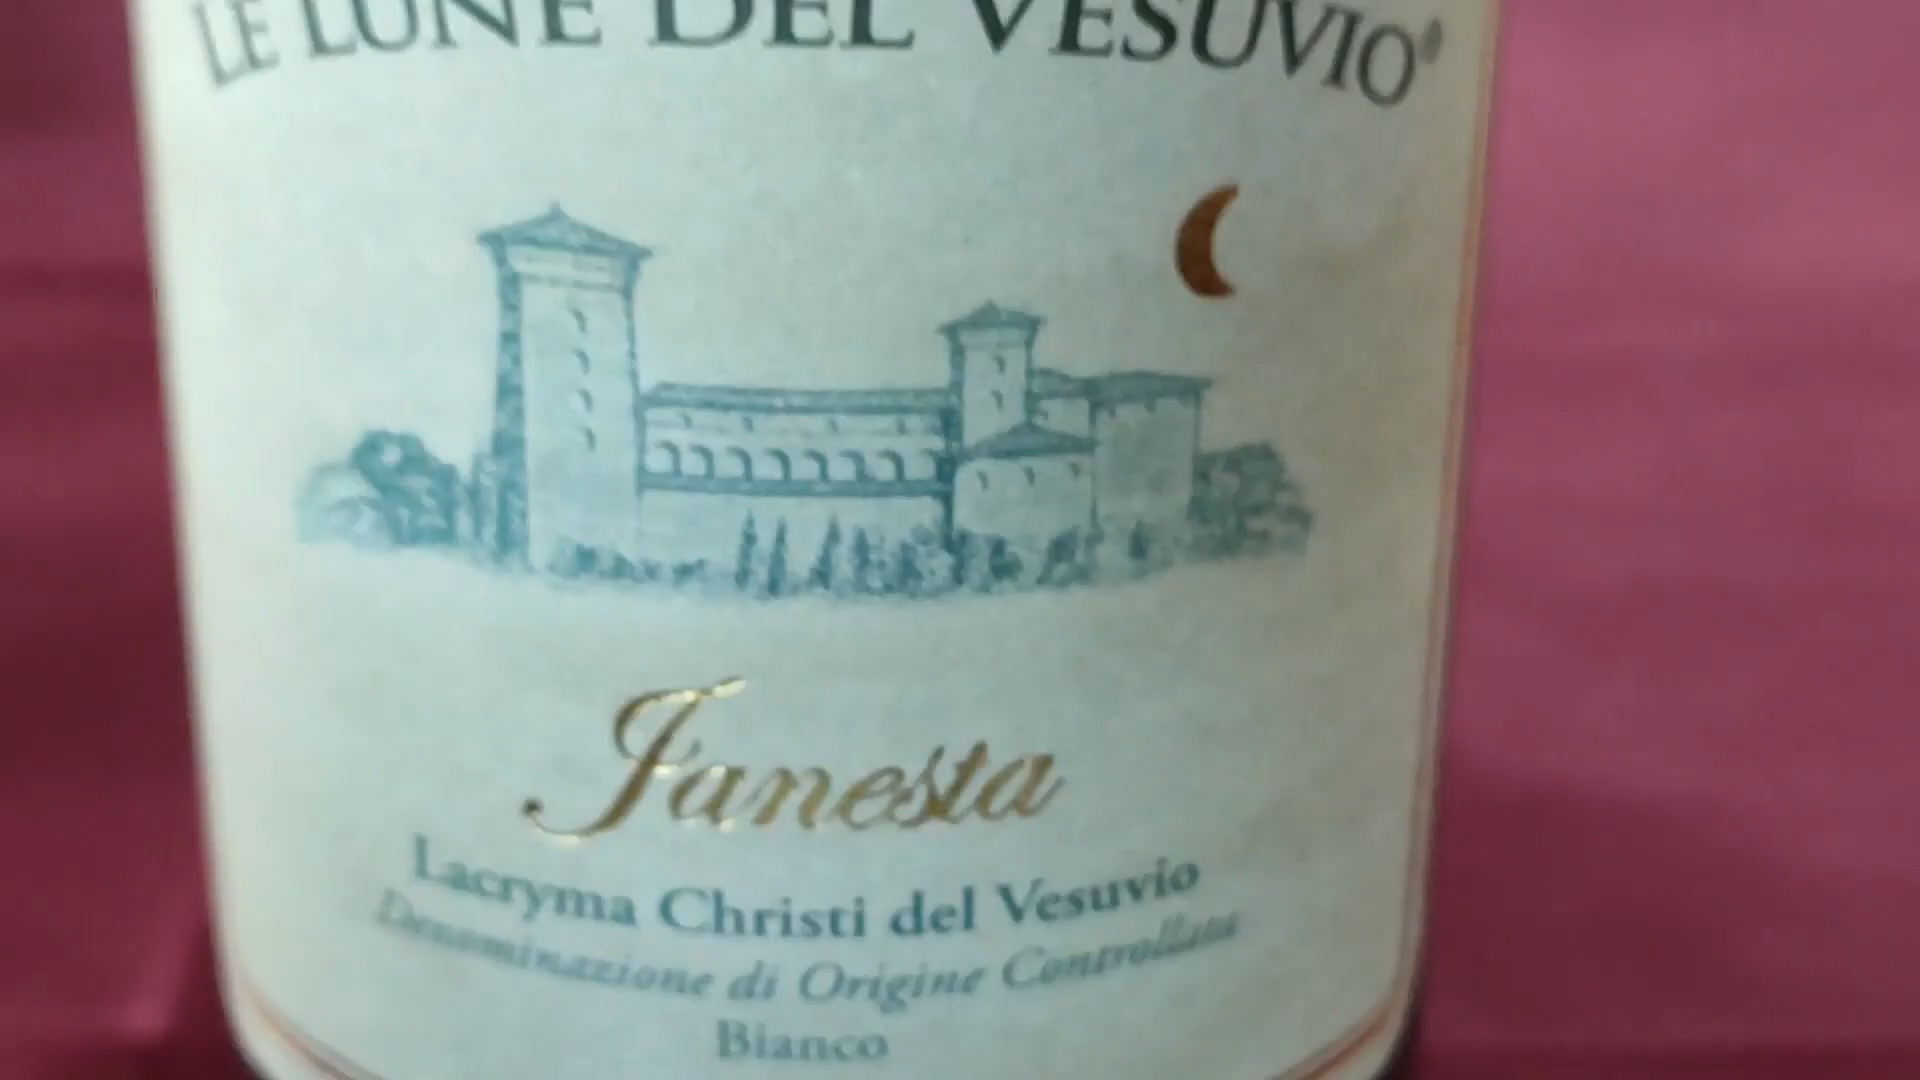 LE LUNE DEL VESUVIO®
Janesta
Lacryma Christi del Vesuvio
Denominazione di Origine Controllata
Bianco